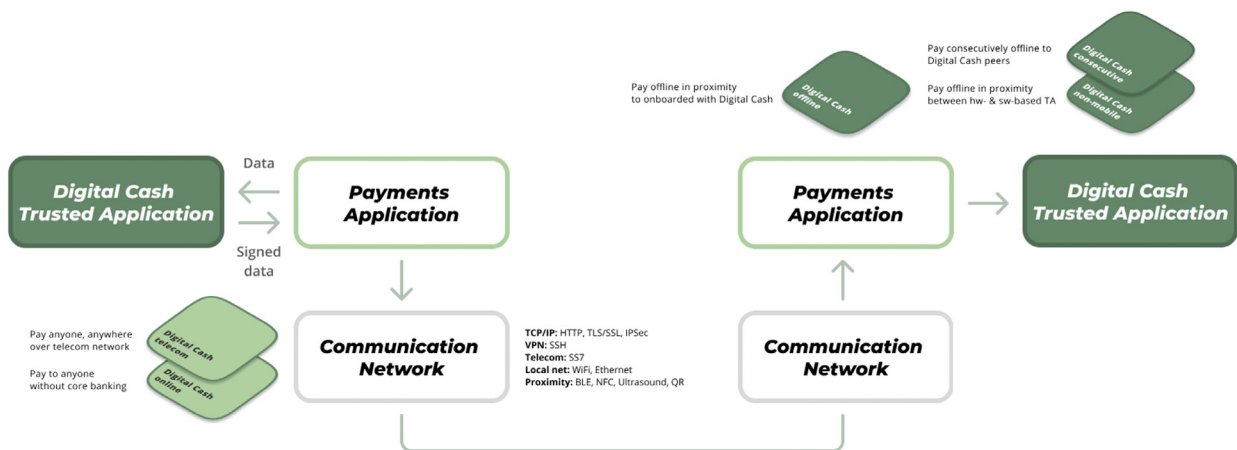 Pay consecutively offline to
Digital Cash peers
Digital Cash
consecutive
Pay offline in proximity
to onboarded with Digital Cash
Digital Cash
offline
Pay offline in proximity
between hw- & sw-based TA
Digital Cash
non-mobile
Digital Cash
Trusted Application
Data
Signed
data
Payments
Application
Payments
Application
Digital Cash
Trusted Application
Pay anyone, anywhere
over telecom network
Digital Cash
telecom
Pay to anyone
without core banking
Digital Cash
online
Communication
Network
TCP/IP: HTTP, TLS/SSL, IPSec
VPN: SSH
Telecom: SS7
Local net: WiFi, Ethernet
Proximity: BLE, NFC, Ultrasound, QR
Communication
Network